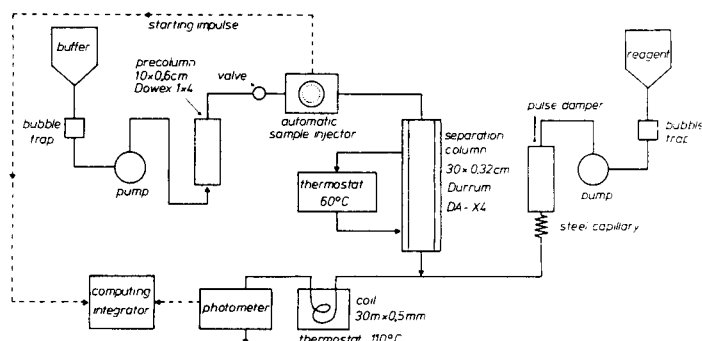 starting impulse
buffer
reagent
precolumn
10×0,6cm
Dowex 1×4
valve
pulse damper
bubble
trap
automatic
sample injector
separation
column
30×0,32cm
Durrum
DA-X4
bubble
trap
thermostat
60°C
pump
pump
steel capillary
computing
integrator
photometer
coil
30m×0,5mm
thermostat 110°C